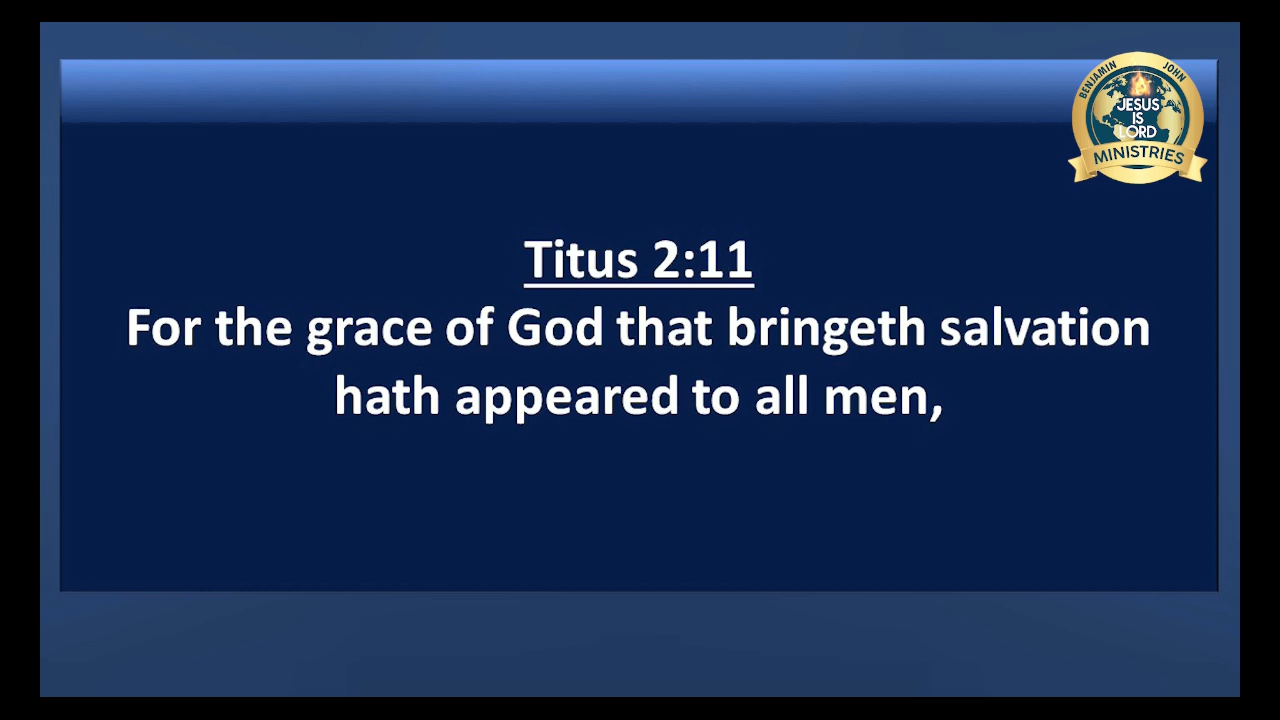 BENJAMIN JOHN
JESUS
IS
LORD
MINISTRIES
Titus 2:11
For the grace of God that bringeth salvation
hath appeared to all men,